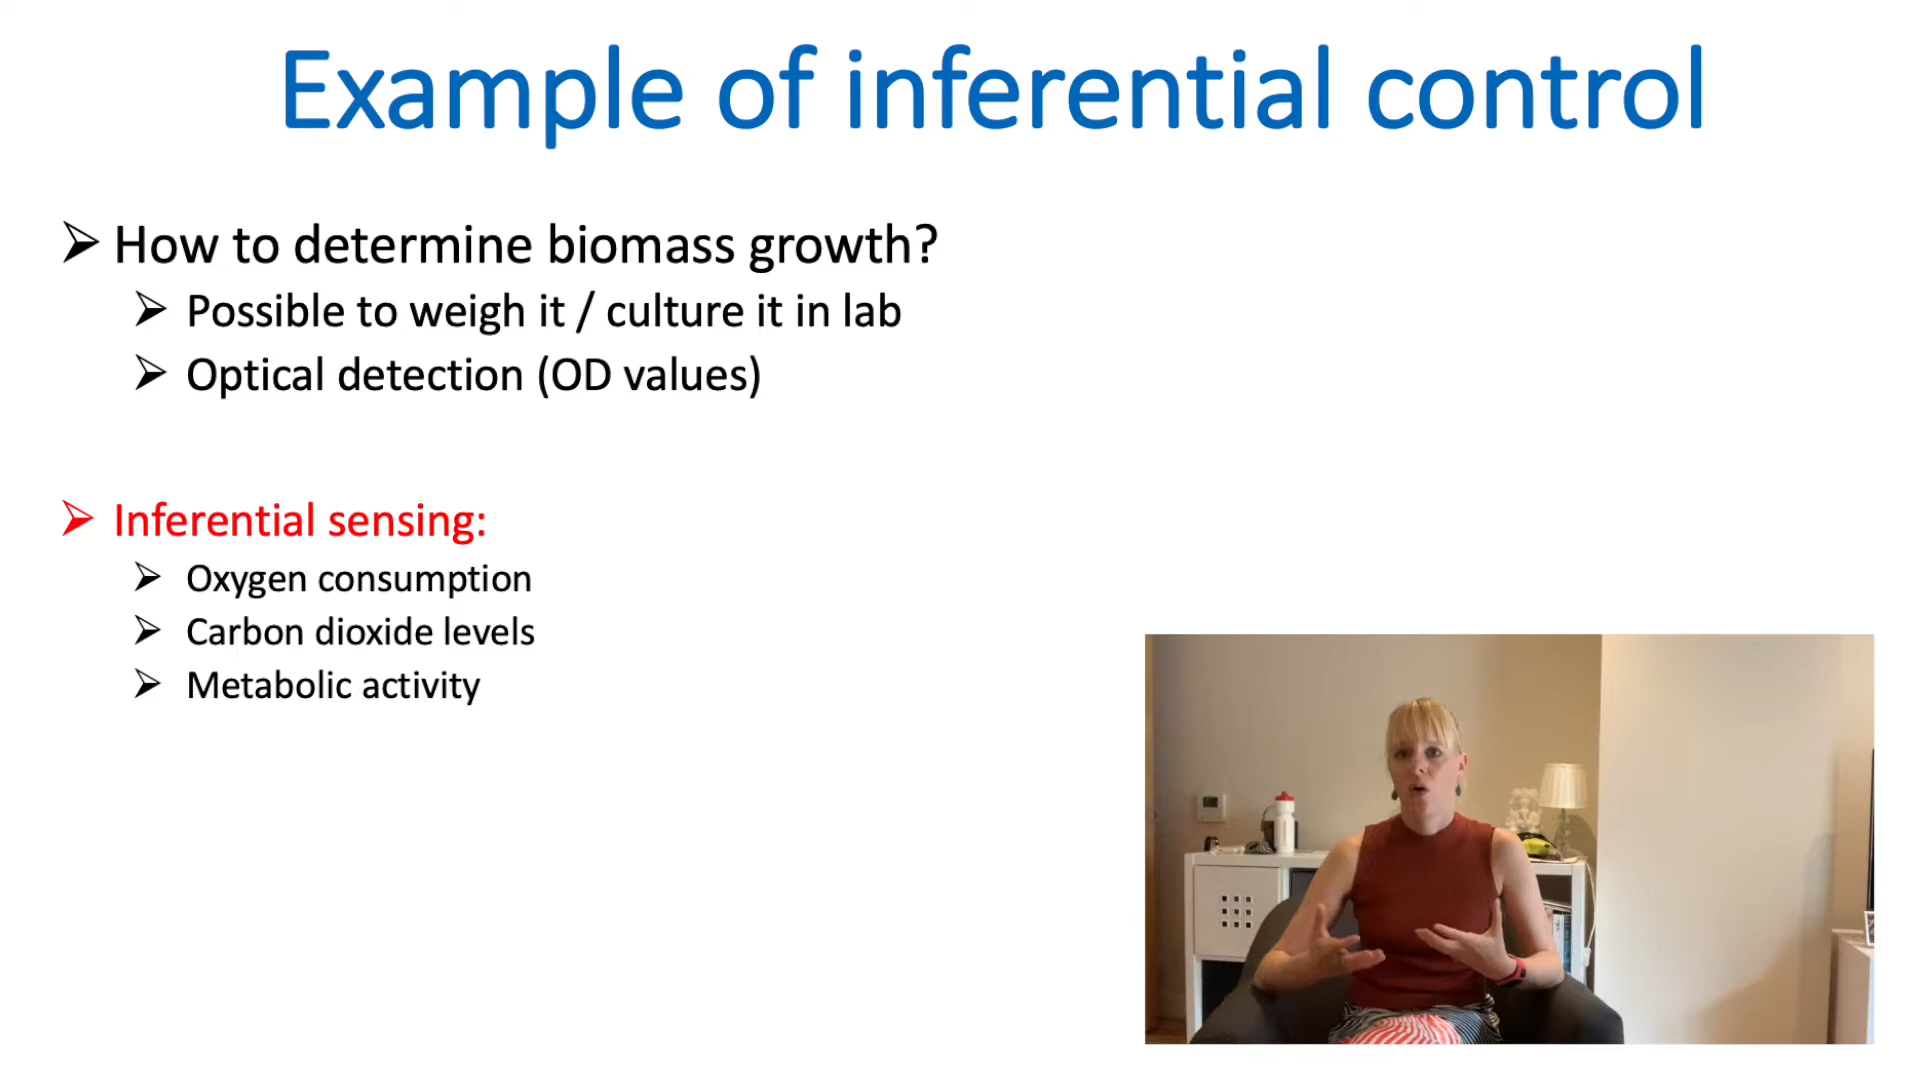 Example of inferential control
How to determine biomass growth?
Possible to weigh it / culture it in lab
Optical detection (OD values)
Inferential sensing:
Oxygen consumption
Carbon dioxide levels
Metabolic activity